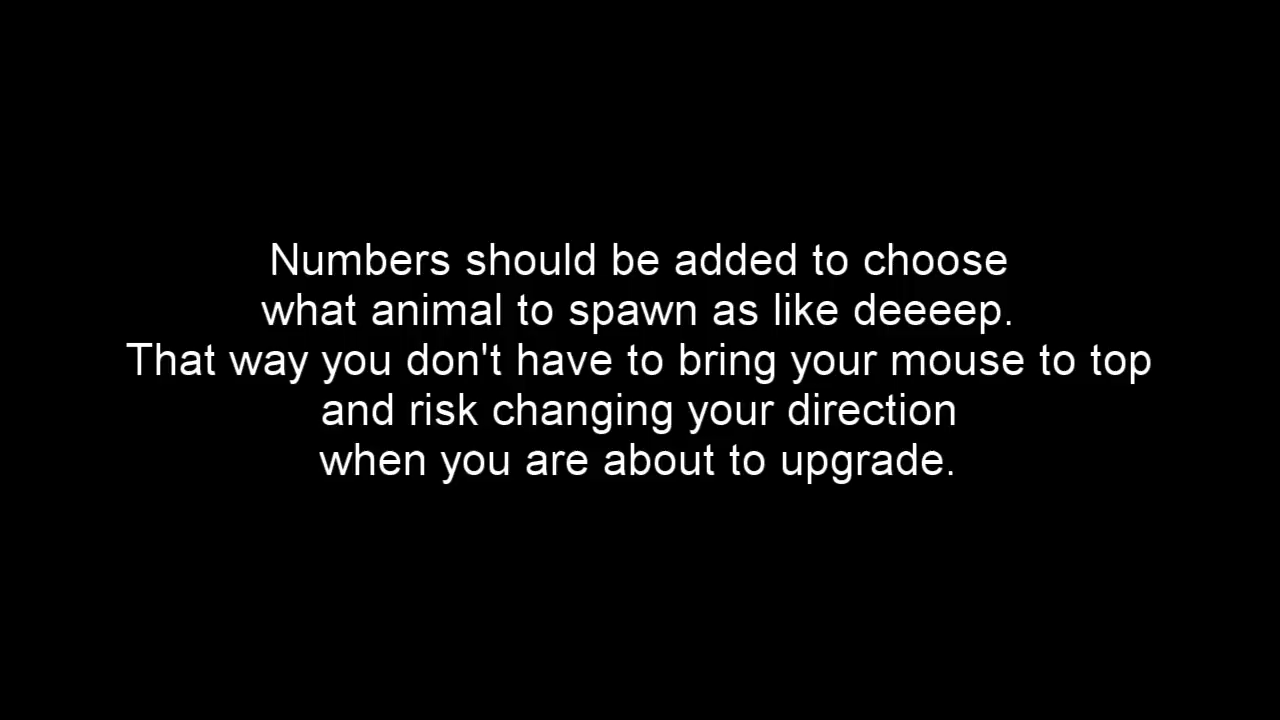 Numbers should be added to choose
what animal to spawn as like deeeep.
That way you don't have to bring your mouse to top
and risk changing your direction
when you are about to upgrade.